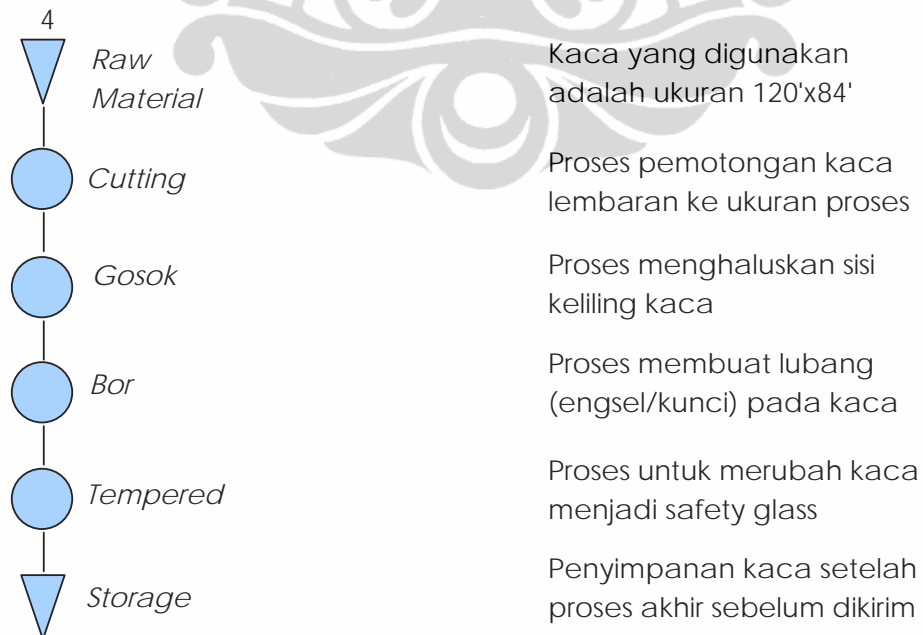 4
Raw
Material
Kaca yang digunakan
adalah ukuran 120'x84'
Cutting
Proses pemotongan kaca
lembaran ke ukuran proses
Gosok
Proses menghaluskan sisi
keliling kaca
Bor
Proses membuat lubang
(engsel/kunci) pada kaca
Tempered
Proses untuk merubah kaca
menjadi safety glass
Storage
Penyimpanan kaca setelah
proses akhir sebelum dikirim